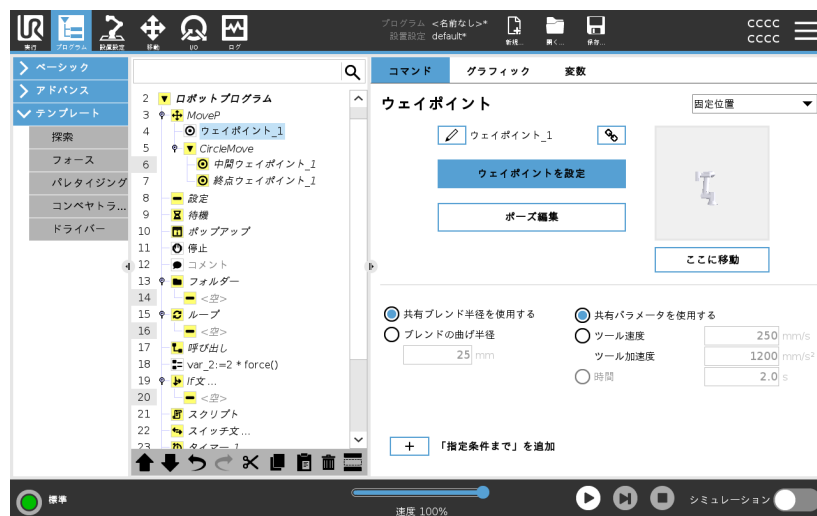 UR
実行
プログラム
設置設定
移動
I/O
ログ
プログラム <名前なし>*
設置設定 default*
新規...
開く...
保存...
CCCC
CCCC
ベーシック
アドバンス
テンプレート
探索
フォース
パレタイジング
コンベヤトラ...
ドライバー
2 ロボットプログラム
3 MoveP
4 ウェイポイント_1
5 CircleMove
6 中間ウェイポイント_1
7 終点ウェイポイント_1
8 設定
9 待機
10 ポップアップ
11 停止
12 コメント
13 フォルダー
14 <空>
15 ループ
16 <空>
17 呼び出し
18 var_2:=2 * force()
19 If文...
20 <空>
21 スクリプト
22 スイッチ文...
23 タイマー_1
コマンド グラフィック 変数
ウェイポイント
固定位置
ウェイポイント_1
ウェイポイントを設定
ポーズ編集
ここに移動
共有ブレンド半径を使用する
ブレンドの曲げ半径
25 mm
共有パラメータを使用する
ツール速度 250 mm/s
ツール加速度 1200 mm/s²
時間 2.0 s
+ 「指定条件まで」を追加
標準
速度 100%
シミュレーション